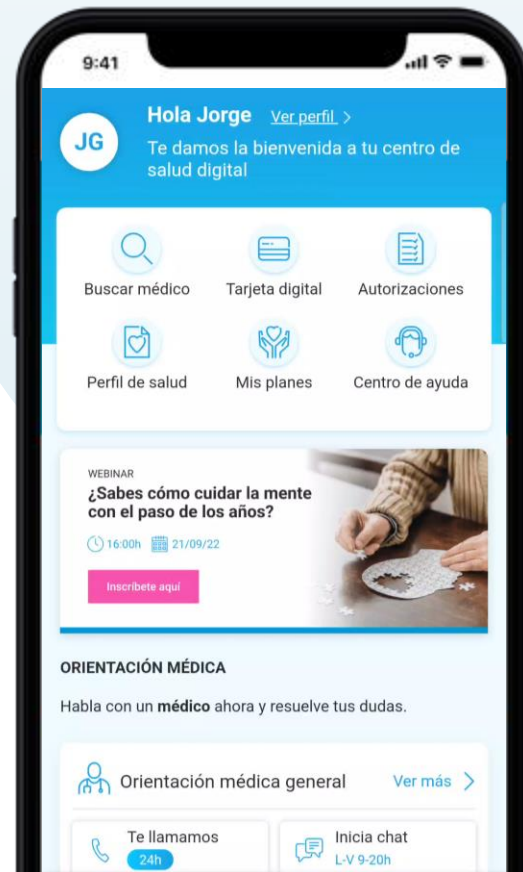 9:41
JG
Hola Jorge Ver perfil >
Te damos la bienvenida a tu centro de
salud digital
Buscar médico
Tarjeta digital
Autorizaciones
Perfil de salud
Mis planes
Centro de ayuda
WEBINAR
¿Sabes cómo cuidar la mente
con el paso de los años?
16:00h 21/09/22
Inscríbete aquí
ORIENTACIÓN MÉDICA
Habla con un médico ahora y resuelve tus dudas.
Orientación médica general Ver más >
Te llamamos
24h
Inicia chat
L-V 9-20h